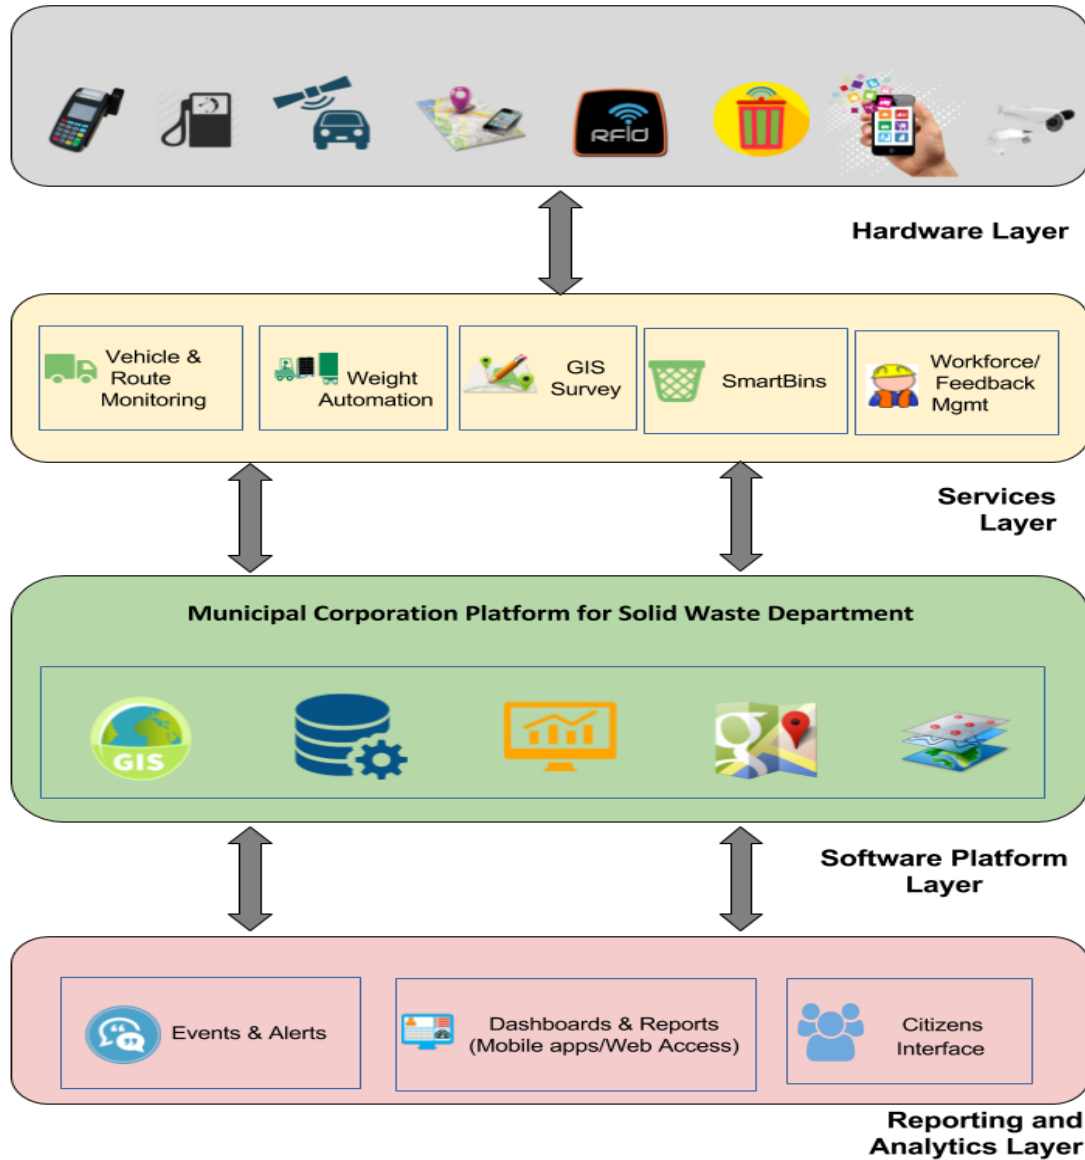 RFID
Hardware Layer
Vehicle &
Route
Monitoring
Weight
Automation
GIS
Survey
SmartBins
Workforce/
Feedback
Mgmt
Services
Layer
Municipal Corporation Platform for Solid Waste Department
GIS
g
Software Platform
Layer
Events & Alerts
Dashboards & Reports
(Mobile apps/Web Access)
Citizens
Interface
Reporting and
Analytics Layer